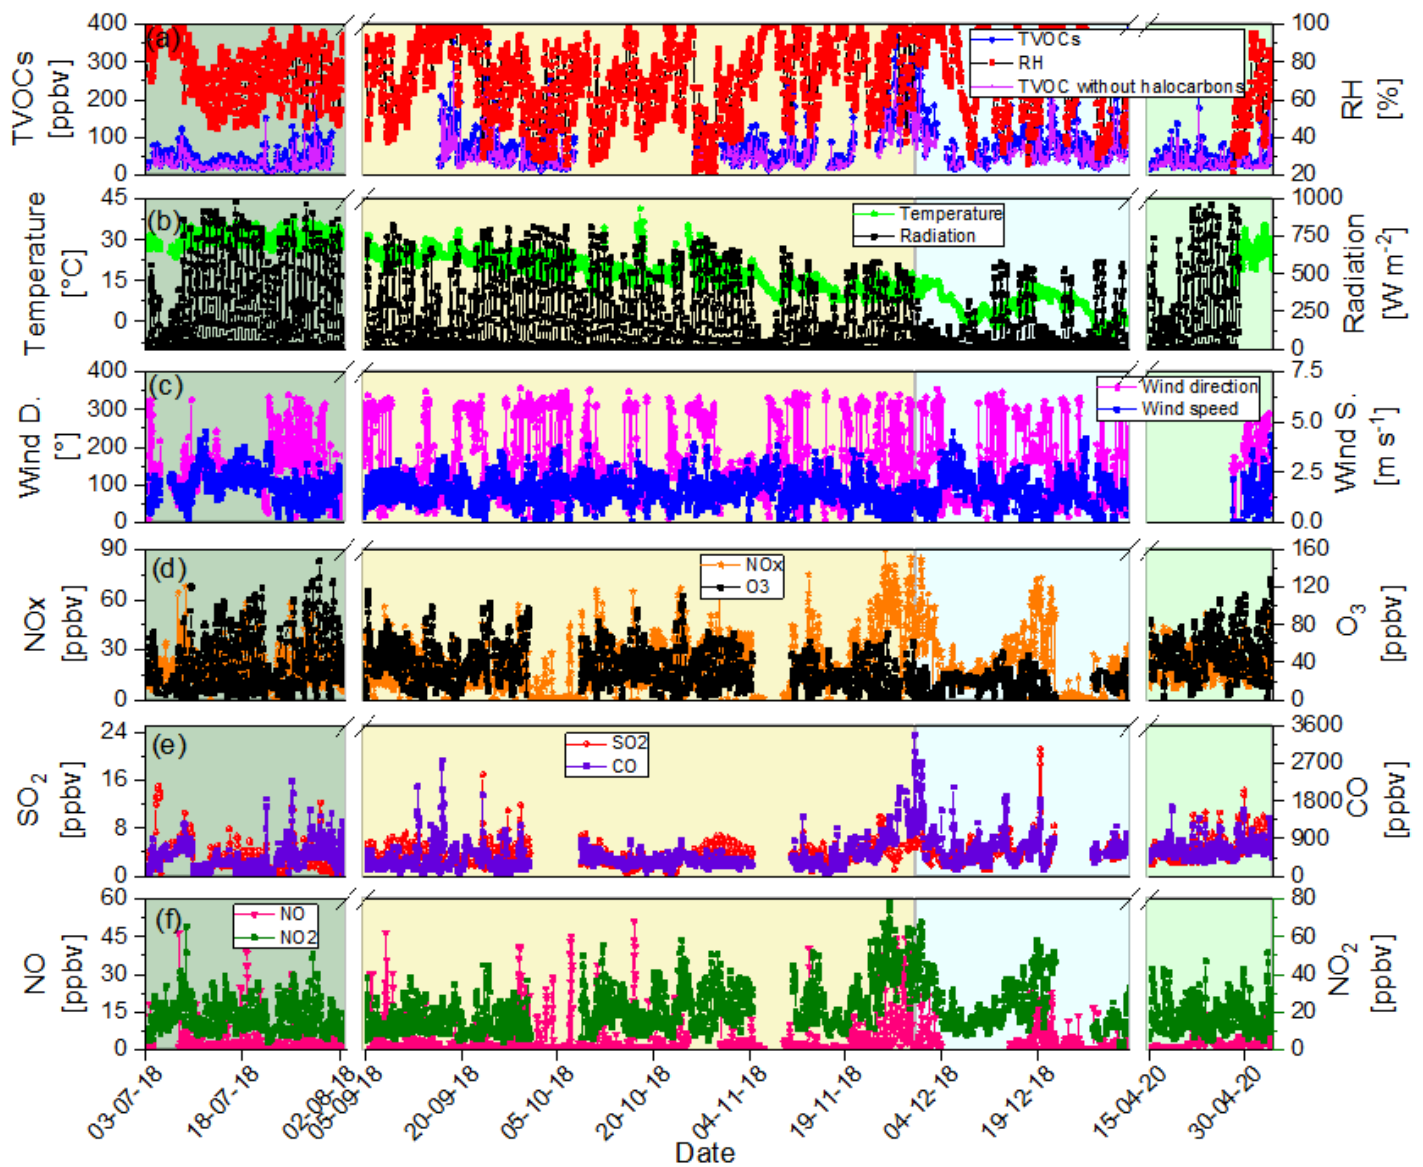 (a)
TVOCs
[ppbv]
400
300
200
100
0
TVOCs
RH
TVOC without halocarbons
100
80
60
40
20
RH
[%]
(b)
Temperature
[°C]
45
30
15
0
Temperature
Radiation
1000
750
500
250
0
Radiation
[W m-2]
(c)
Wind D.
[°]
400
300
200
100
0
Wind direction
Wind speed
7.5
5.0
2.5
0.0
Wind S.
[m s-1]
(d)
NOx
[ppbv]
90
60
30
0
NOx
O3
160
120
80
40
0
O3
[ppbv]
(e)
SO2
[ppbv]
24
16
8
0
SO2
CO
3600
2700
1800
900
0
CO
[ppbv]
(f)
NO
[ppbv]
60
45
30
15
0
NO
NO2
80
60
40
20
0
NO2
[ppbv]
03-07-18
18-07-18
02-08-18
05-09-18
20-09-18
05-10-18
20-10-18
04-11-18
19-11-18
04-12-18
19-12-18
15-04-20
30-04-20
Date